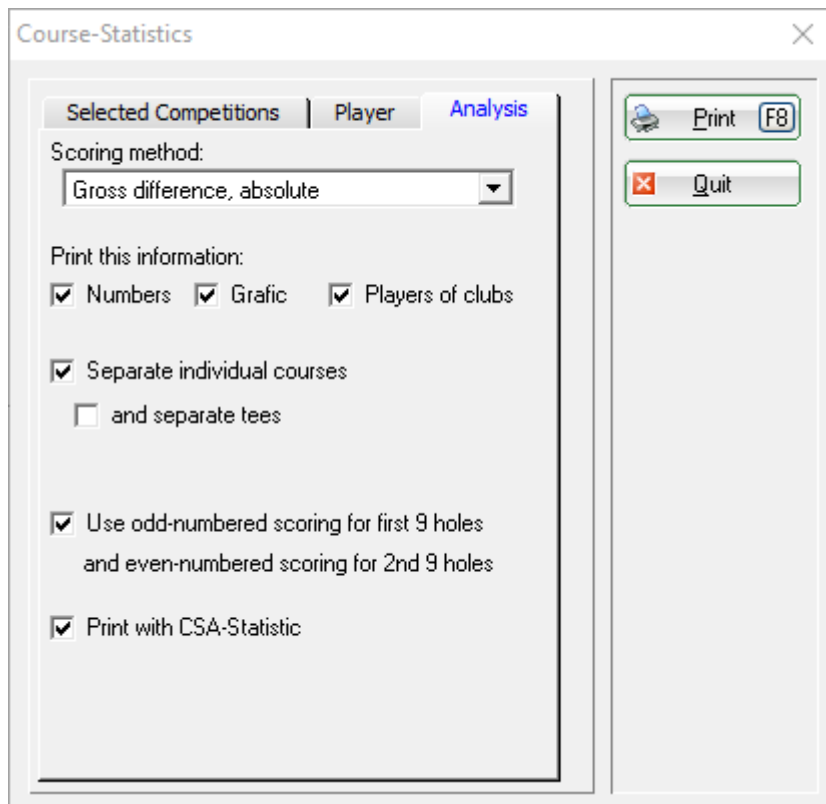 Course-Statistics
Selected Competitions Player Analysis
Print F8
Scoring method:
Gross difference, absolute
Quit
Print this information:
Numbers Grafic Players of clubs
Separate individual courses
and separate tees
Use odd-numbered scoring for first 9 holes
and even-numbered scoring for 2nd 9 holes
Print with CSA-Statistic